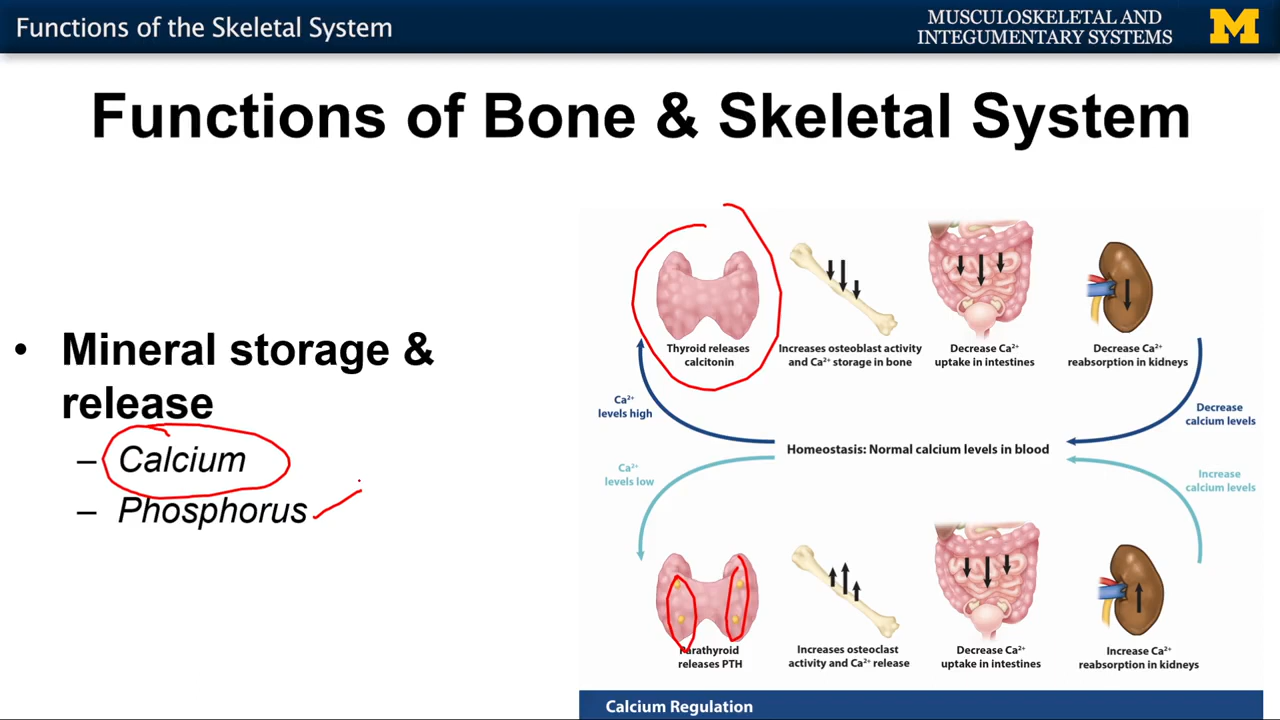 Functions of the Skeletal System
MUSCULOSKELETAL AND
INTEGUMENTARY SYSTEMS
M
Functions of Bone & Skeletal System
• Mineral storage &
release
– Calcium
– Phosphorus
Thyroid releases
calcitonin
Increases osteoblast activity
and Ca²⁺ storage in bone
Decrease Ca²⁺
uptake in intestines
Decrease Ca²⁺
reabsorption in kidneys
Ca²⁺
levels high
Decrease
calcium levels
Homeostasis: Normal calcium levels in blood
Ca²⁺
levels low
Increase
calcium levels
Parathyroid
releases PTH
Increases osteoclast
activity and Ca²⁺ release
Decrease Ca²⁺
uptake in intestines
Increase Ca²⁺
reabsorption in kidneys
Calcium Regulation